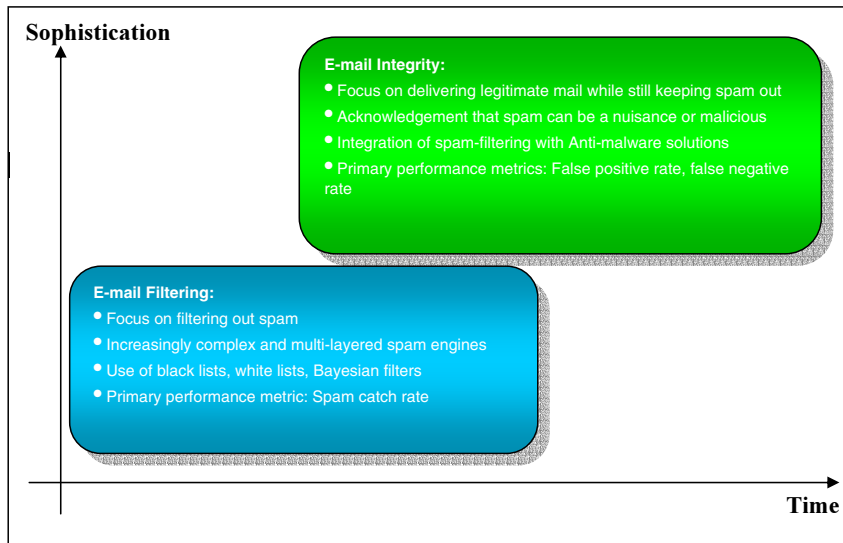 Sophistication
E-mail Integrity:
• Focus on delivering legitimate mail while still keeping spam out
• Acknowledgement that spam can be a nuisance or malicious
• Integration of spam-filtering with Anti-malware solutions
• Primary performance metrics: False positive rate, false negative
rate
E-mail Filtering:
• Focus on filtering out spam
• Increasingly complex and multi-layered spam engines
• Use of black lists, white lists, Bayesian filters
• Primary performance metric: Spam catch rate
Time